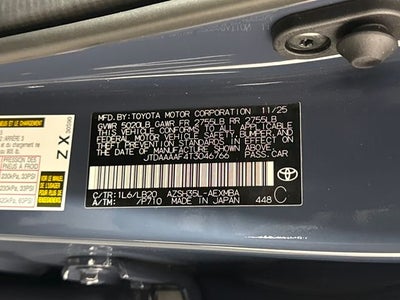 MFD. BY: TOYOTA MOTOR CORPORATION 11/25
GVWR 5020LB GAWR FR 2755LB RR 2755LB
THIS VEHICLE CONFORMS TO ALL APPLICABLE
FEDERAL MOTOR VEHICLE SAFETY, BUMPER, AND
THEFT PREVENTION STANDARDS IN EFFECT ON THE
DATE OF MANUFACTURE SHOWN ABOVE.
JTDAAAAF4T3046766 PASS.CAR
C/TR: 1L6/LB20 AZSH35L-AEXMBA
A/TM: /P710 MADE IN JAPAN 448 C
TOYOTA
ZX